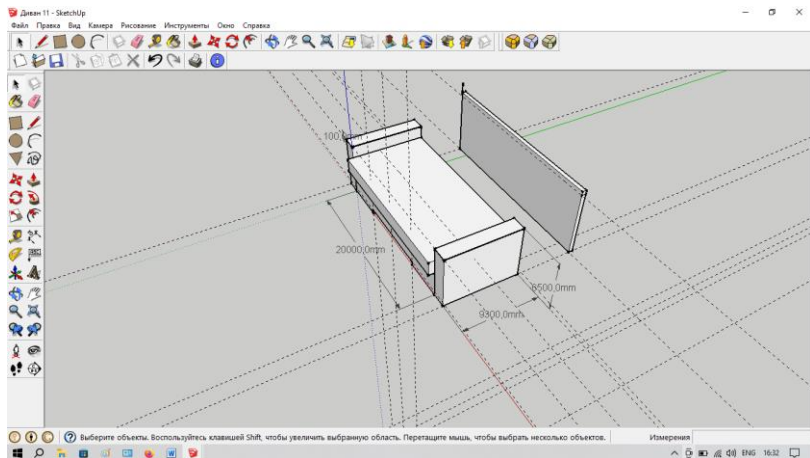 Диван 11 - SketchUp
Файл Правка Вид Камера Рисование Инструменты Окно Справка
100,0mm
20000,0mm
6500,0mm
9300,0mm
Выберите объекты. Воспользуйтесь клавишей Shift, чтобы увеличить выбранную область. Перетащите мышь, чтобы выбрать несколько объектов.
Измерения
ENG 16:32